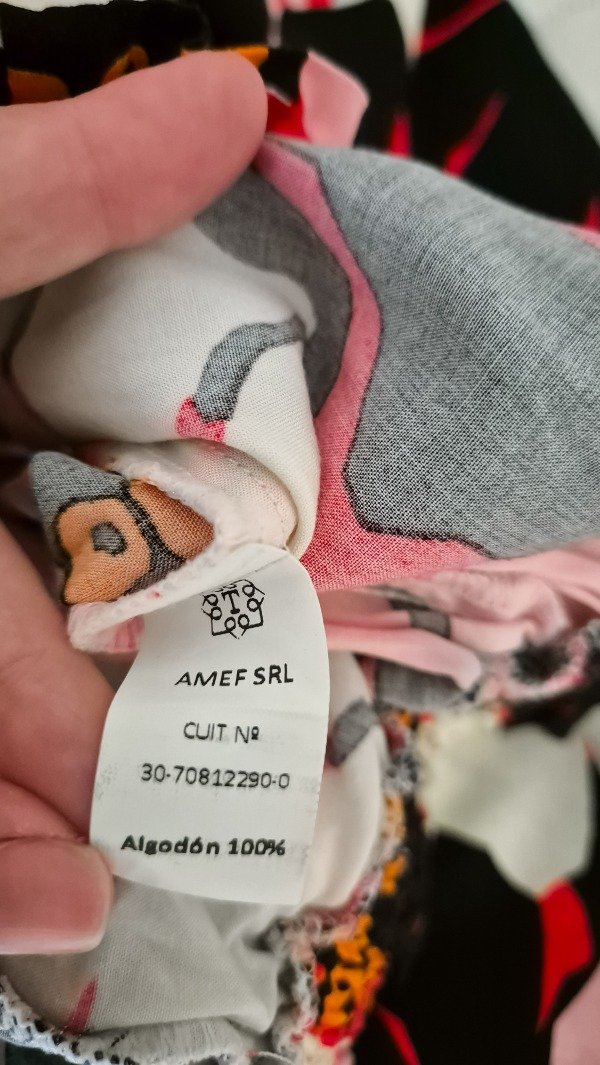 T
AMEF SRL
CUIT Nº
30-70812290-0
Algodón 100%